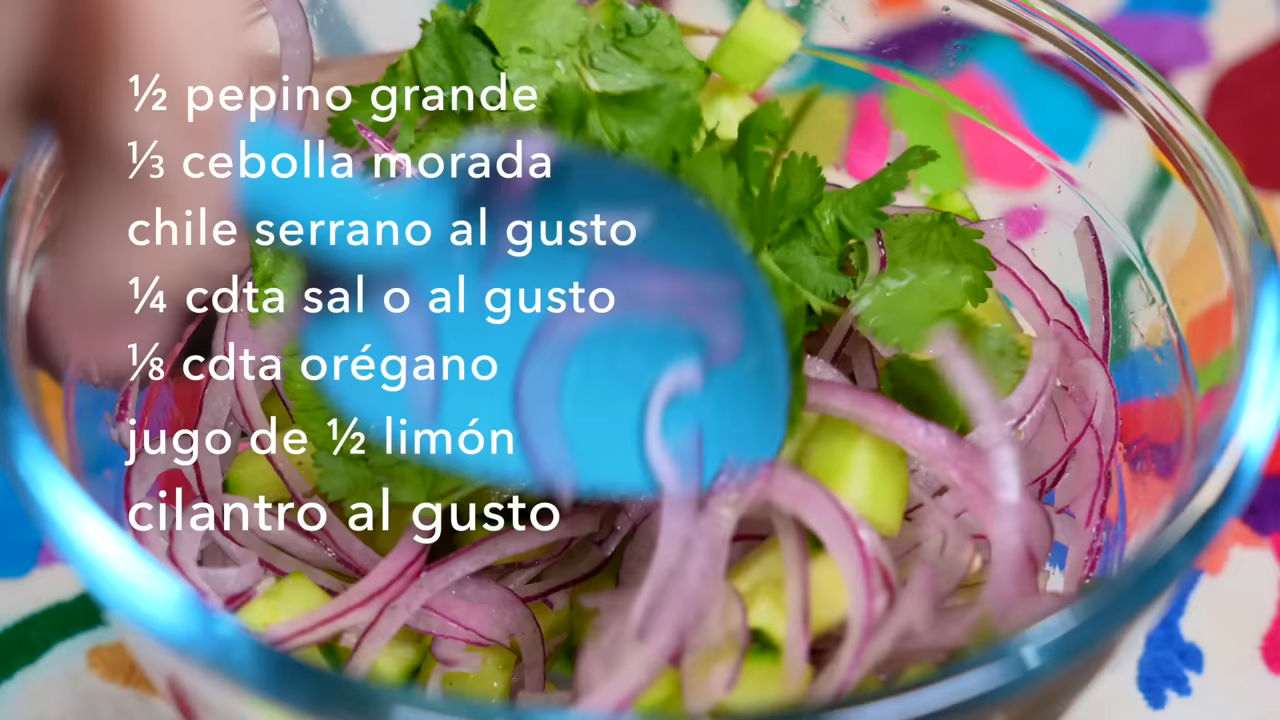 ½ pepino grande
⅓ cebolla morada
chile serrano al gusto
¼ cdta sal o al gusto
⅛ cdta orégano
jugo de ½ limón
cilantro al gusto